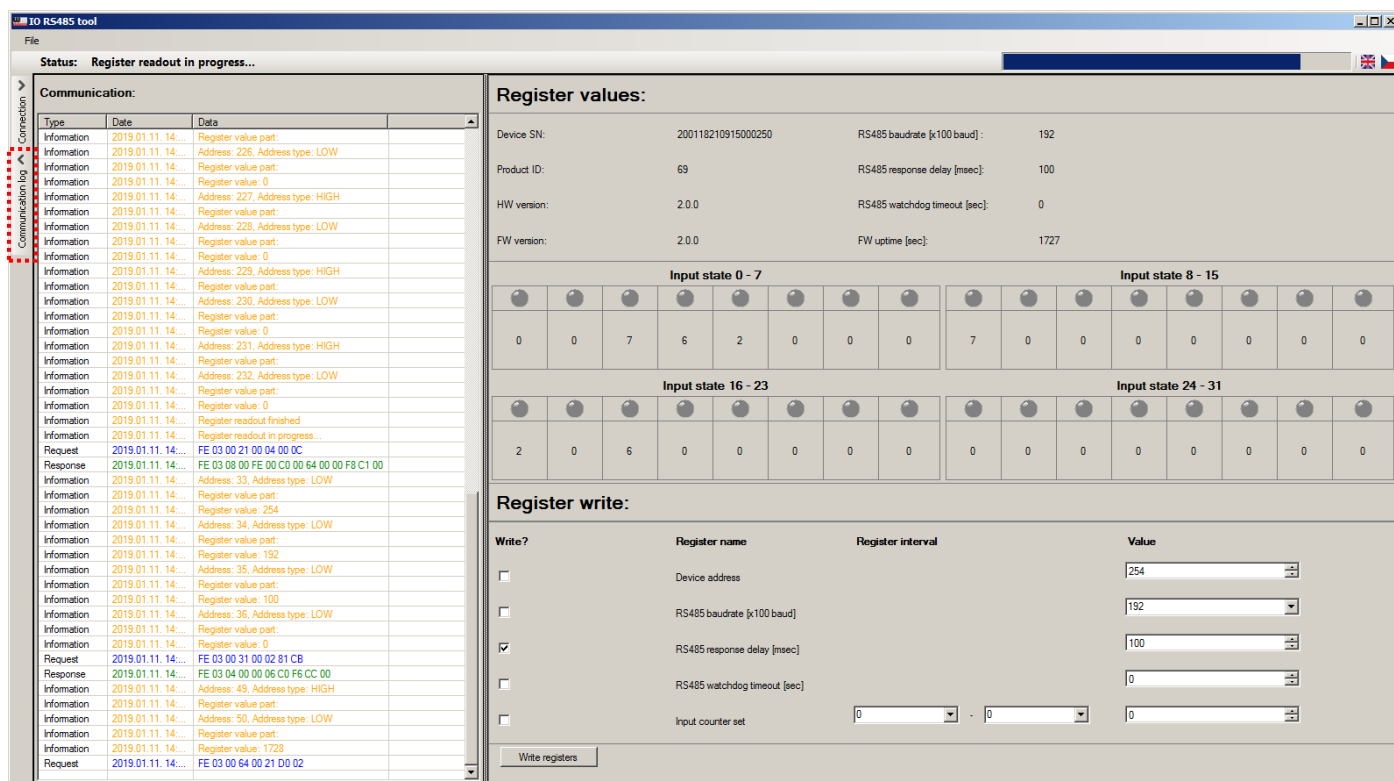 IO RS485 tool
File
Status: Register readout in progress...
Connection
Communication log
Communication:
Type Date Data
Information 2019.01.11. 14:... Register value part:
Information 2019.01.11. 14:... Address: 226, Address type: LOW
Information 2019.01.11. 14:... Register value part:
Information 2019.01.11. 14:... Register value: 0
Information 2019.01.11. 14:... Address: 227, Address type: HIGH
Information 2019.01.11. 14:... Register value part:
Information 2019.01.11. 14:... Address: 228, Address type: LOW
Information 2019.01.11. 14:... Register value part:
Information 2019.01.11. 14:... Register value: 0
Information 2019.01.11. 14:... Address: 229, Address type: HIGH
Information 2019.01.11. 14:... Register value part:
Information 2019.01.11. 14:... Address: 230, Address type: LOW
Information 2019.01.11. 14:... Register value part:
Information 2019.01.11. 14:... Register value: 0
Information 2019.01.11. 14:... Address: 231, Address type: HIGH
Information 2019.01.11. 14:... Register value part:
Information 2019.01.11. 14:... Address: 232, Address type: LOW
Information 2019.01.11. 14:... Register value part:
Information 2019.01.11. 14:... Register value: 0
Information 2019.01.11. 14:... Register readout finished
Information 2019.01.11. 14:... Register readout in progress...
Request 2019.01.11. 14:... FE 03 00 21 00 04 00 0C
Response 2019.01.11. 14:... FE 03 08 00 FE 00 C0 00 64 00 00 F8 C1 00
Information 2019.01.11. 14:... Address: 33, Address type: LOW
Information 2019.01.11. 14:... Register value part:
Information 2019.01.11. 14:... Register value: 254
Information 2019.01.11. 14:... Address: 34, Address type: LOW
Information 2019.01.11. 14:... Register value part:
Information 2019.01.11. 14:... Register value: 192
Information 2019.01.11. 14:... Address: 35, Address type: LOW
Information 2019.01.11. 14:... Register value part:
Information 2019.01.11. 14:... Register value: 100
Information 2019.01.11. 14:... Address: 36, Address type: LOW
Information 2019.01.11. 14:... Register value part:
Information 2019.01.11. 14:... Register value: 0
Request 2019.01.11. 14:... FE 03 00 31 00 02 81 CB
Response 2019.01.11. 14:... FE 03 04 00 00 06 C0 F6 CC 00
Information 2019.01.11. 14:... Address: 49, Address type: HIGH
Information 2019.01.11. 14:... Register value part:
Information 2019.01.11. 14:... Address: 50, Address type: LOW
Information 2019.01.11. 14:... Register value part:
Information 2019.01.11. 14:... Register value: 1728
Request 2019.01.11. 14:... FE 03 00 64 00 21 D0 02
Register values:
Device SN: 200118210915000250 RS485 baudrate [x100 baud] : 192
Product ID: 69 RS485 response delay [msec]: 100
HW version: 2.0.0 RS485 watchdog timeout [sec]: 0
FW version: 2.0.0 FW uptime [sec]: 1727
Input state 0 - 7 Input state 8 - 15
0 0 7 6 2 0 0 0 7 0 0 0 0 0 0 0
Input state 16 - 23 Input state 24 - 31
2 0 6 0 0 0 0 0 0 0 0 0 0 0 0 0
Register write:
Write? Register name Register interval Value
Device address 254
RS485 baudrate [x100 baud] 192
RS485 response delay [msec] 100
RS485 watchdog timeout [sec] 0
Input counter set 0 - 0 0
Write registers